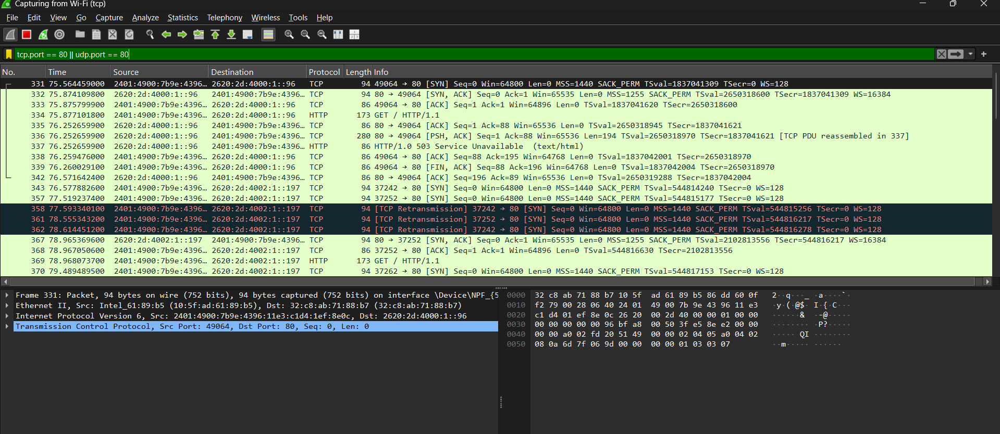 Capturing from Wi-Fi (tcp)
File Edit View Go Capture Analyze Statistics Telephony Wireless Tools Help
tcp.port == 80 || udp.port == 80
No. Time Source Destination Protocol Length Info
331 75.564459000 2401:4900:7b9e:4396… 2620:2d:4000:1::96 TCP 94 49064 → 80 [SYN] Seq=0 Win=64800 Len=0 MSS=1440 SACK_PERM TSval=1837041309 TSecr=0 WS=128
332 75.874109800 2620:2d:4000:1::96 2401:4900:7b9e:4396… TCP 94 80 → 49064 [SYN, ACK] Seq=0 Ack=1 Win=65535 Len=0 MSS=1255 SACK_PERM TSval=2650318600 TSecr=1837041309 WS=16384
333 75.875799900 2401:4900:7b9e:4396… 2620:2d:4000:1::96 TCP 86 49064 → 80 [ACK] Seq=1 Ack=1 Win=64896 Len=0 TSval=1837041620 TSecr=2650318600
334 75.877101800 2401:4900:7b9e:4396… 2620:2d:4000:1::96 HTTP 173 GET / HTTP/1.1
335 76.252659900 2620:2d:4000:1::96 2401:4900:7b9e:4396… TCP 86 80 → 49064 [ACK] Seq=1 Ack=88 Win=65536 Len=0 TSval=2650318945 TSecr=1837041621
336 76.252659900 2620:2d:4000:1::96 2401:4900:7b9e:4396… TCP 280 80 → 49064 [PSH, ACK] Seq=1 Ack=88 Win=65536 Len=194 TSval=2650318970 TSecr=1837041621 [TCP PDU reassembled in 337]
337 76.252659900 2620:2d:4000:1::96 2401:4900:7b9e:4396… HTTP 86 HTTP/1.0 503 Service Unavailable (text/html)
338 76.259476000 2401:4900:7b9e:4396… 2620:2d:4000:1::96 TCP 86 49064 → 80 [ACK] Seq=88 Ack=195 Win=64768 Len=0 TSval=1837042001 TSecr=2650318970
339 76.260029100 2401:4900:7b9e:4396… 2620:2d:4000:1::96 TCP 86 49064 → 80 [FIN, ACK] Seq=88 Ack=196 Win=64768 Len=0 TSval=1837042004 TSecr=2650318970
342 76.571642400 2620:2d:4000:1::96 2401:4900:7b9e:4396… TCP 86 80 → 49064 [ACK] Seq=196 Ack=89 Win=65536 Len=0 TSval=2650319288 TSecr=1837042004
343 76.577882600 2401:4900:7b9e:4396… 2620:2d:4002:1::197 TCP 94 37242 → 80 [SYN] Seq=0 Win=64800 Len=0 MSS=1440 SACK_PERM TSval=544814240 TSecr=0 WS=128
357 77.519237400 2401:4900:7b9e:4396… 2620:2d:4002:1::197 TCP 94 37252 → 80 [SYN] Seq=0 Win=64800 Len=0 MSS=1440 SACK_PERM TSval=544815177 TSecr=0 WS=128
358 77.593340100 2401:4900:7b9e:4396… 2620:2d:4002:1::197 TCP 94 [TCP Retransmission] 37242 → 80 [SYN] Seq=0 Win=64800 Len=0 MSS=1440 SACK_PERM TSval=544815256 TSecr=0 WS=128
361 78.555343200 2401:4900:7b9e:4396… 2620:2d:4002:1::197 TCP 94 [TCP Retransmission] 37252 → 80 [SYN] Seq=0 Win=64800 Len=0 MSS=1440 SACK_PERM TSval=544816217 TSecr=0 WS=128
362 78.614451200 2401:4900:7b9e:4396… 2620:2d:4002:1::197 TCP 94 [TCP Retransmission] 37242 → 80 [SYN] Seq=0 Win=64800 Len=0 MSS=1440 SACK_PERM TSval=544816278 TSecr=0 WS=128
367 78.965369600 2620:2d:4002:1::197 2401:4900:7b9e:4396… TCP 94 80 → 37252 [SYN, ACK] Seq=0 Ack=1 Win=65535 Len=0 MSS=1255 SACK_PERM TSval=2102813556 TSecr=544816217 WS=16384
368 78.967050600 2401:4900:7b9e:4396… 2620:2d:4002:1::197 TCP 86 37252 → 80 [ACK] Seq=1 Ack=1 Win=64896 Len=0 TSval=544816630 TSecr=2102813556
369 78.968073700 2401:4900:7b9e:4396… 2620:2d:4002:1::197 HTTP 173 GET / HTTP/1.1
370 79.489489500 2401:4900:7b9e:4396… 2620:2d:4002:1::197 TCP 94 37262 → 80 [SYN] Seq=0 Win=64800 Len=0 MSS=1440 SACK_PERM TSval=544817153 TSecr=0 WS=128
Frame 331: Packet, 94 bytes on wire (752 bits), 94 bytes captured (752 bits) on interface \Device\NPF_{5
Ethernet II, Src: Intel_61:89:b5 (10:5f:ad:61:89:b5), Dst: 32:c8:ab:71:88:b7 (32:c8:ab:71:88:b7)
Internet Protocol Version 6, Src: 2401:4900:7b9e:4396:11e3:c1d4:1ef:8e0c, Dst: 2620:2d:4000:1::96
Transmission Control Protocol, Src Port: 49064, Dst Port: 80, Seq: 0, Len: 0
0000 32 c8 ab 71 88 b7 10 5f ad 61 89 b5 86 dd 60 0f 2··q···_ ·a····`·
0010 f2 79 00 28 06 40 24 01 49 00 7b 9e 43 96 11 e3 ·y·(·@$· I·{·C···
0020 c1 d4 01 ef 8e 0c 26 20 00 2d 40 00 00 01 00 00 ······& ·-@·····
0030 00 00 00 00 00 96 bf a8 00 50 3f e5 8e e2 00 00 ········ ·P?·····
0040 00 00 a0 02 fd 20 51 49 00 00 02 04 05 a0 04 02 ····· QI ········
0050 08 0a 6d 7f 06 9d 00 00 00 00 01 03 03 07 ··m····· ······